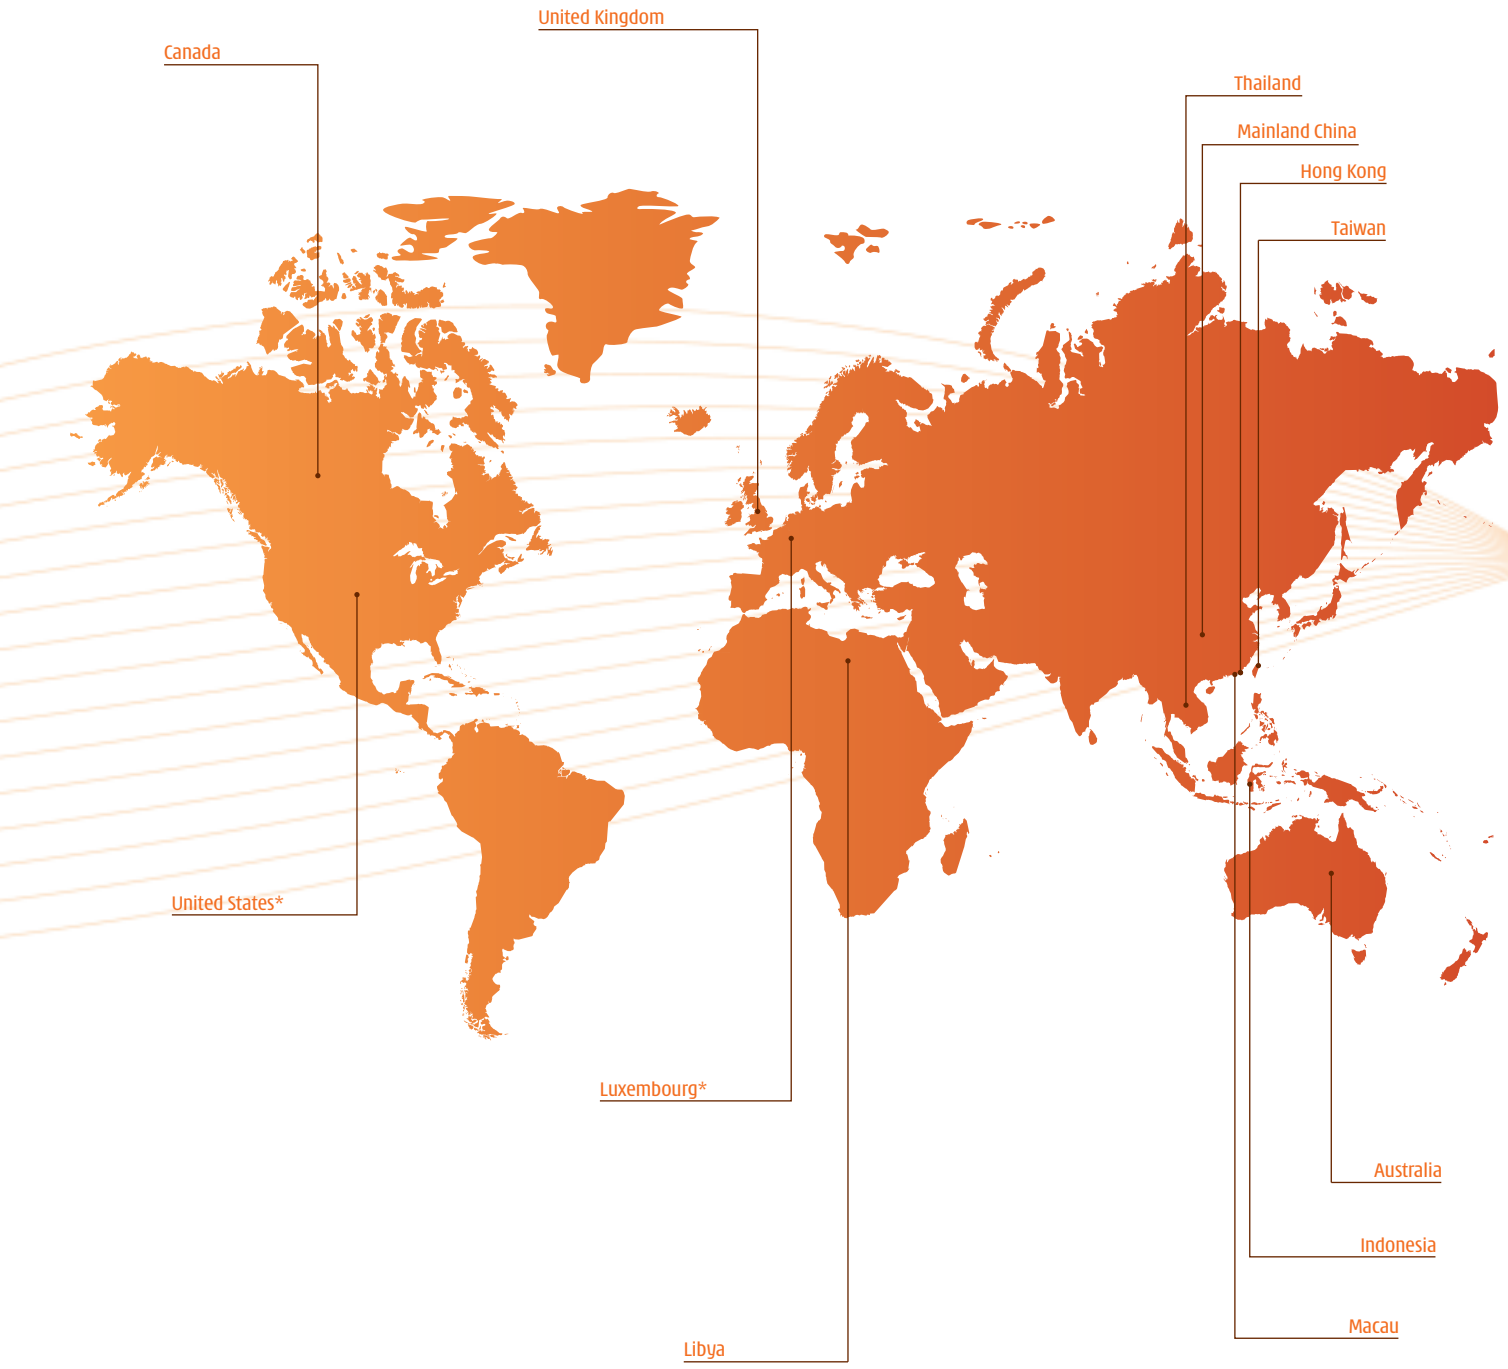 United Kingdom
Canada
Thailand
Mainland China
Hong Kong
Taiwan
United States*
Luxembourg*
Australia
Indonesia
Macau
Libya